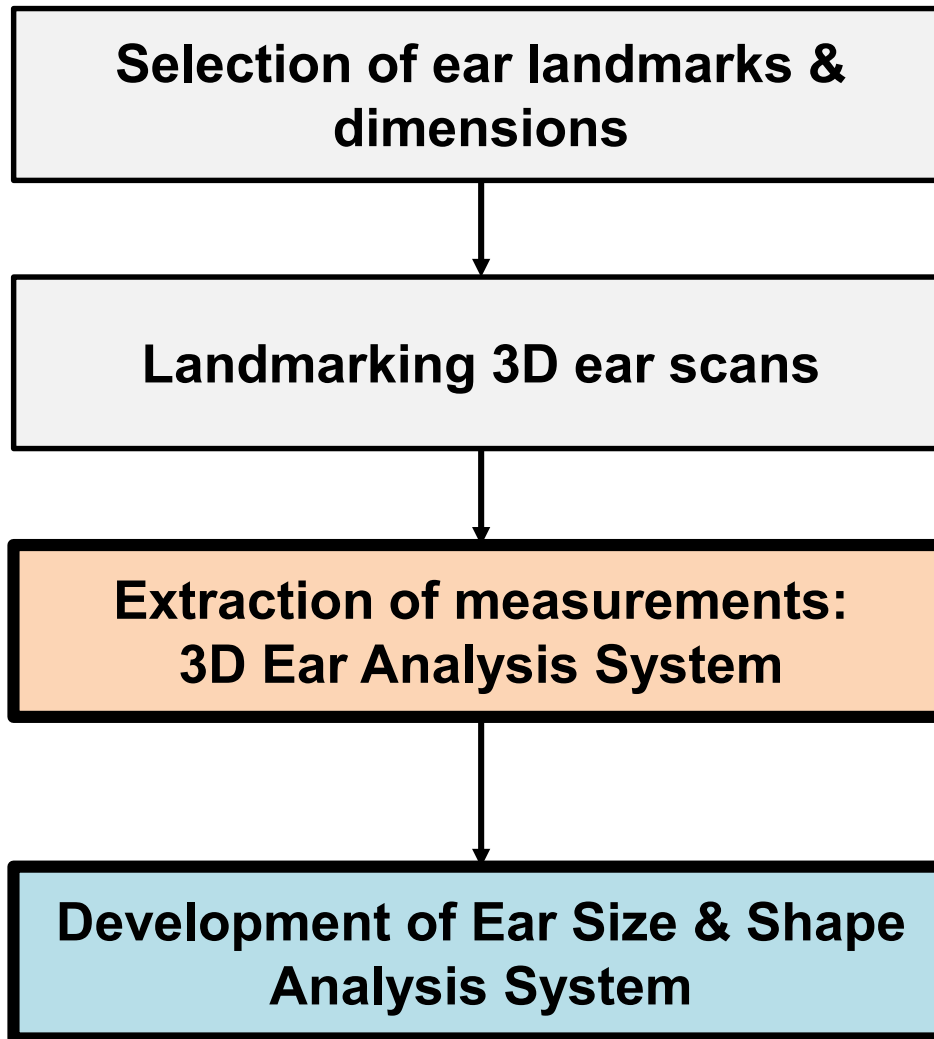 Selection of ear landmarks &
dimensions
Landmarking 3D ear scans
Extraction of measurements:
3D Ear Analysis System
Development of Ear Size & Shape
Analysis System